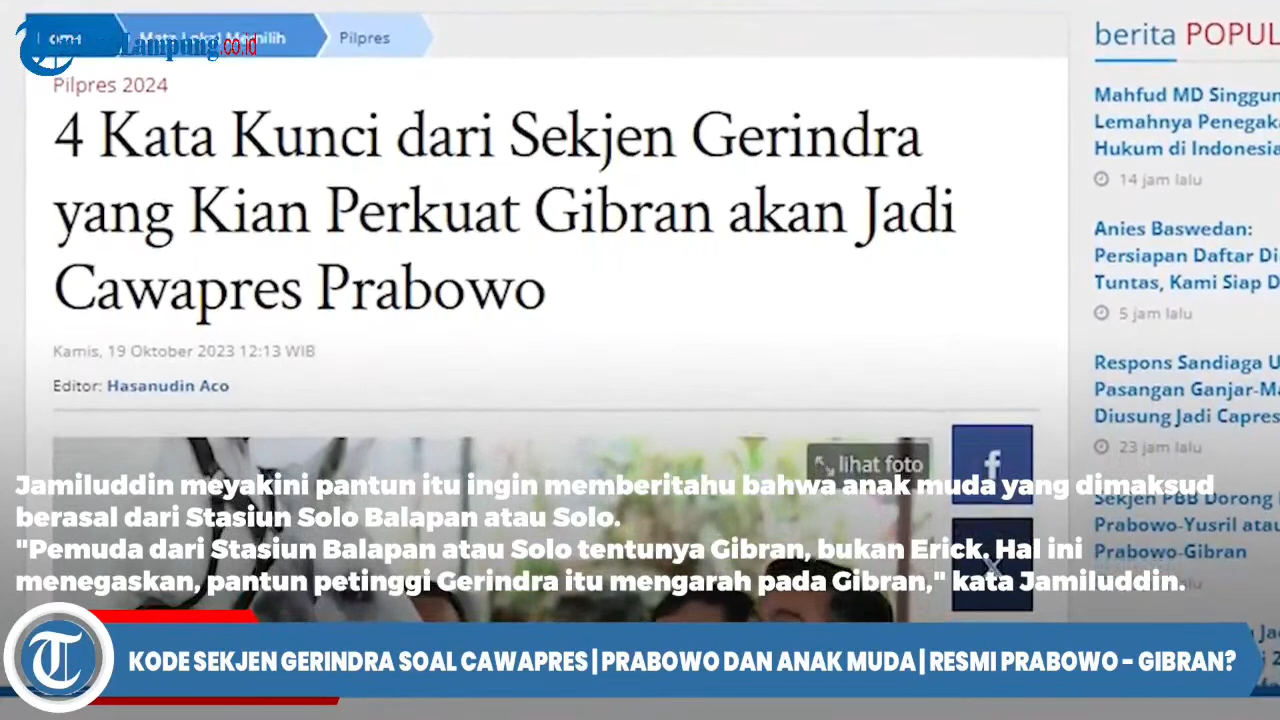 Lampung.co.id
Pilpres
Pilpres 2024
4 Kata Kunci dari Sekjen Gerindra
yang Kian Perkuat Gibran akan Jadi
Cawapres Prabowo
Kamis, 19 Oktober 2023 12:13 WIB
Editor: Hasanudin Aco
lihat foto
f
berita POPUL
Mahfud MD Singgun
Lemahnya Penegak
Hukum di Indonesia
14 jam lalu
Anies Baswedan:
Persiapan Daftar Di
Tuntas, Kami Siap D
5 jam lalu
Respons Sandiaga U
Pasangan Ganjar-Ma
Diusung Jadi Capres
23 jam lalu
Sekjen PBB Dorong
Prabowo-Yusril atau
Prabowo-Gibran
Jamiluddin meyakini pantun itu ingin memberitahu bahwa anak muda yang dimaksud
berasal dari Stasiun Solo Balapan atau Solo.
"Pemuda dari Stasiun Balapan atau Solo tentunya Gibran, bukan Erick. Hal ini
menegaskan, pantun petinggi Gerindra itu mengarah pada Gibran," kata Jamiluddin.
T
KODE SEKJEN GERINDRA SOAL CAWAPRES | PRABOWO DAN ANAK MUDA | RESMI PRABOWO - GIBRAN?